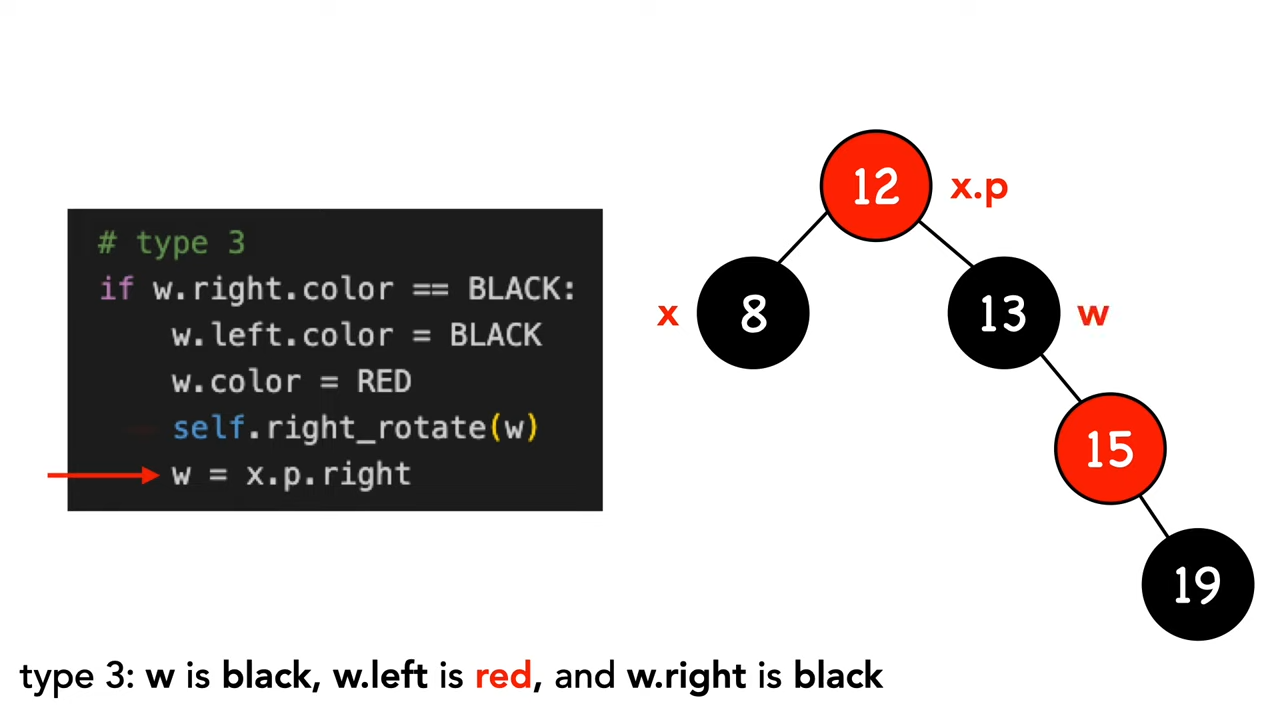 # type 3
if w.right.color == BLACK:
w.left.color = BLACK
w.color = RED
self.right_rotate(w)
w = x.p.right
12 x.p
x 8
13 w
15
19
type 3: w is black, w.left is red, and w.right is black